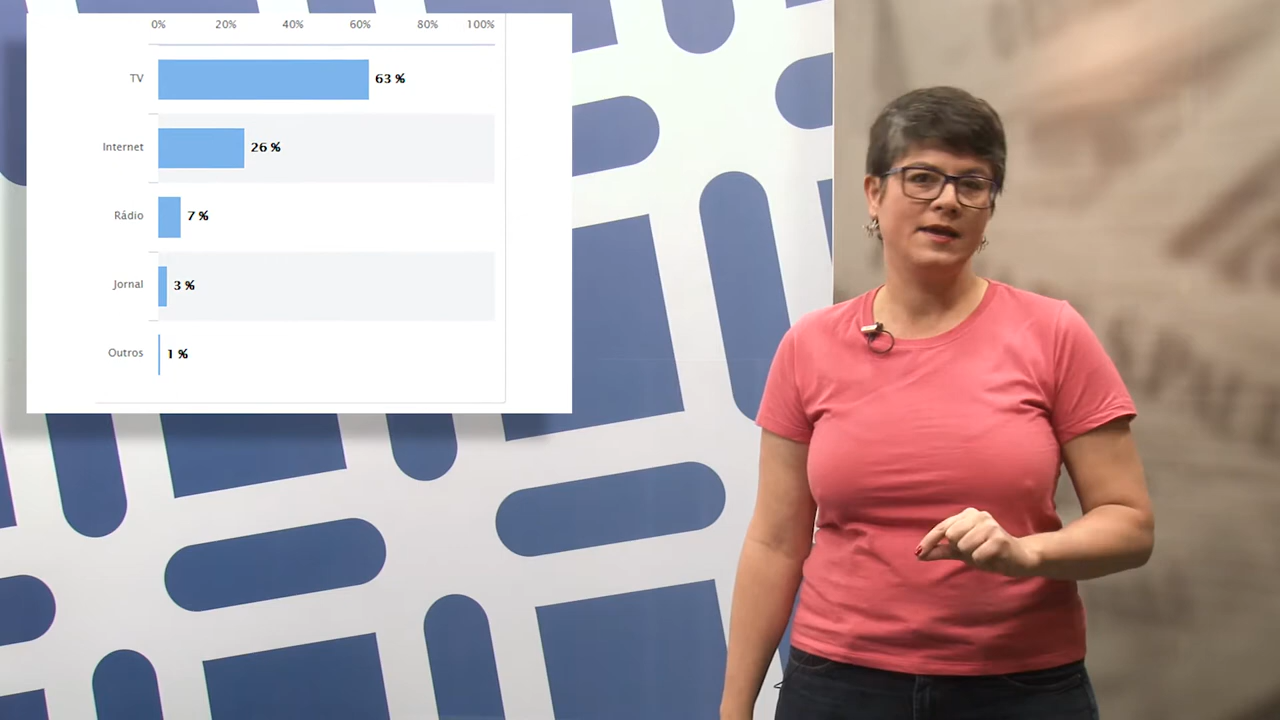 0% 20% 40% 60% 80% 100%
TV 63 %
Internet 26 %
Rádio 7 %
Jornal 3 %
Outros 1 %